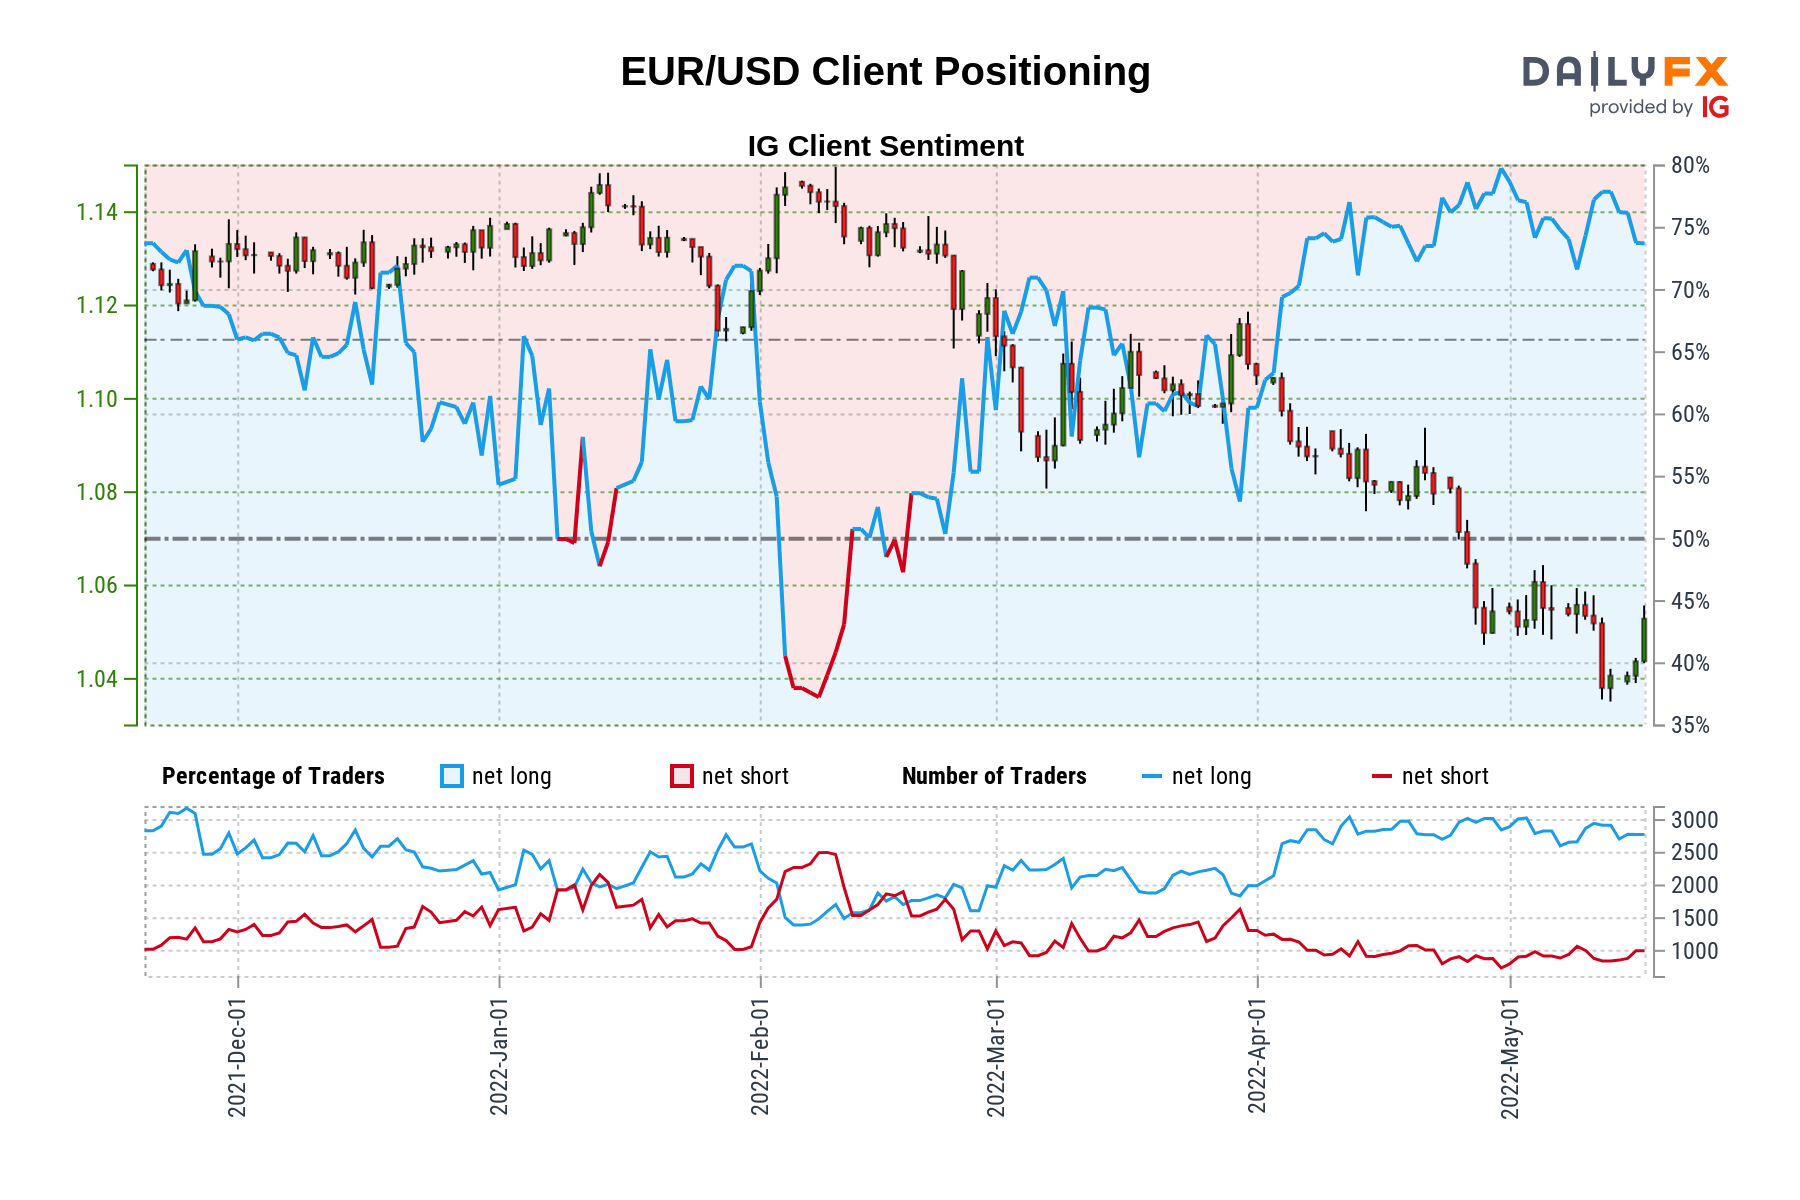 EUR/USD Client Positioning
DAILYFX
provided by IG
IG Client Sentiment
1.14
1.12
1.10
1.08
1.06
1.04
80%
75%
70%
65%
60%
55%
50%
45%
40%
35%
Percentage of Traders net long net short Number of Traders net long net short
3000
2500
2000
1500
1000
2021-Dec-01
2022-Jan-01
2022-Feb-01
2022-Mar-01
2022-Apr-01
2022-May-01